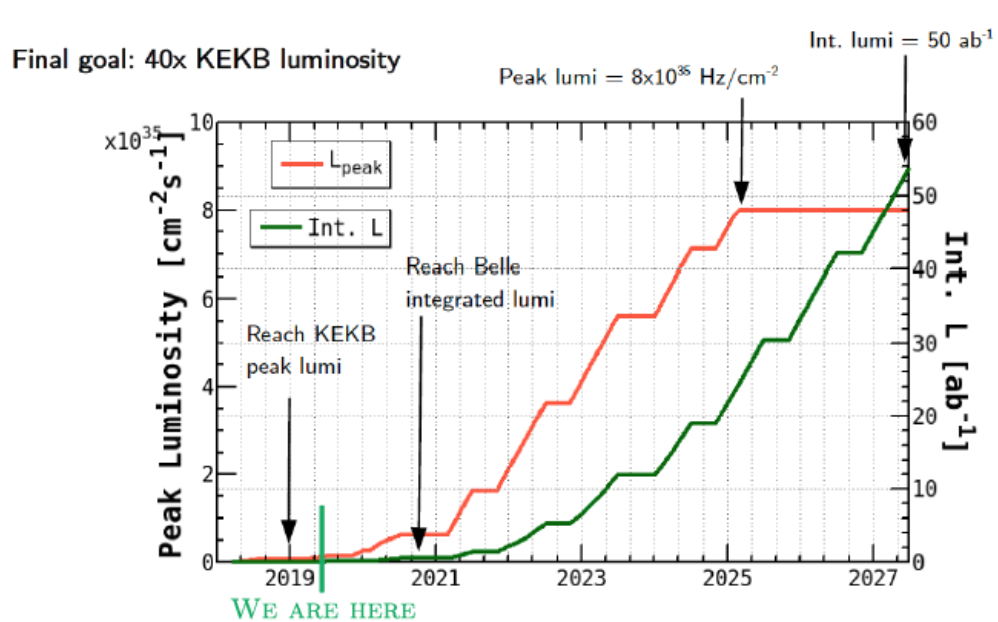 Final goal: 40x KEKB luminosity
Int. lumi = 50 ab⁻¹
Peak lumi = 8x10³⁵ Hz/cm⁻²
x10³⁵
Peak Luminosity [cm⁻²s⁻¹]
10
8
6
4
2
0
L_peak
Int. L
Reach Belle
integrated lumi
Reach KEKB
peak lumi
60
50
40
30
20
10
0
Int. L [ab⁻¹]
2019
2021
2023
2025
2027
WE ARE HERE